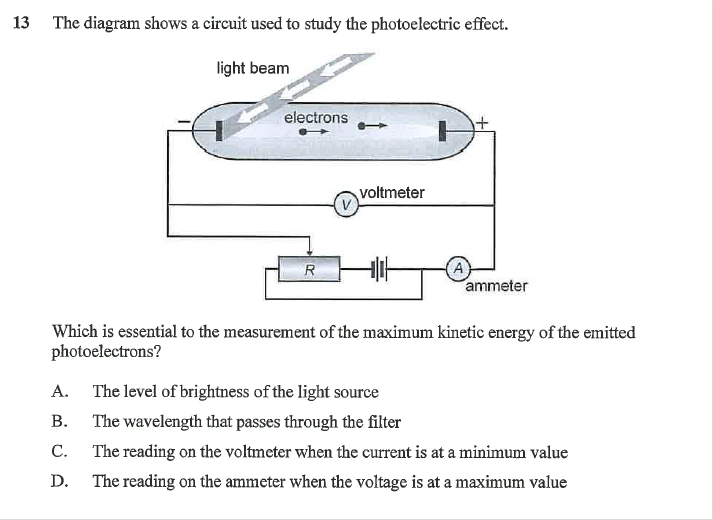 13 The diagram shows a circuit used to study the photoelectric effect.
light beam
electrons
− +
voltmeter
V
R
A
ammeter
Which is essential to the measurement of the maximum kinetic energy of the emitted
photoelectrons?
A. The level of brightness of the light source
B. The wavelength that passes through the filter
C. The reading on the voltmeter when the current is at a minimum value
D. The reading on the ammeter when the voltage is at a maximum value